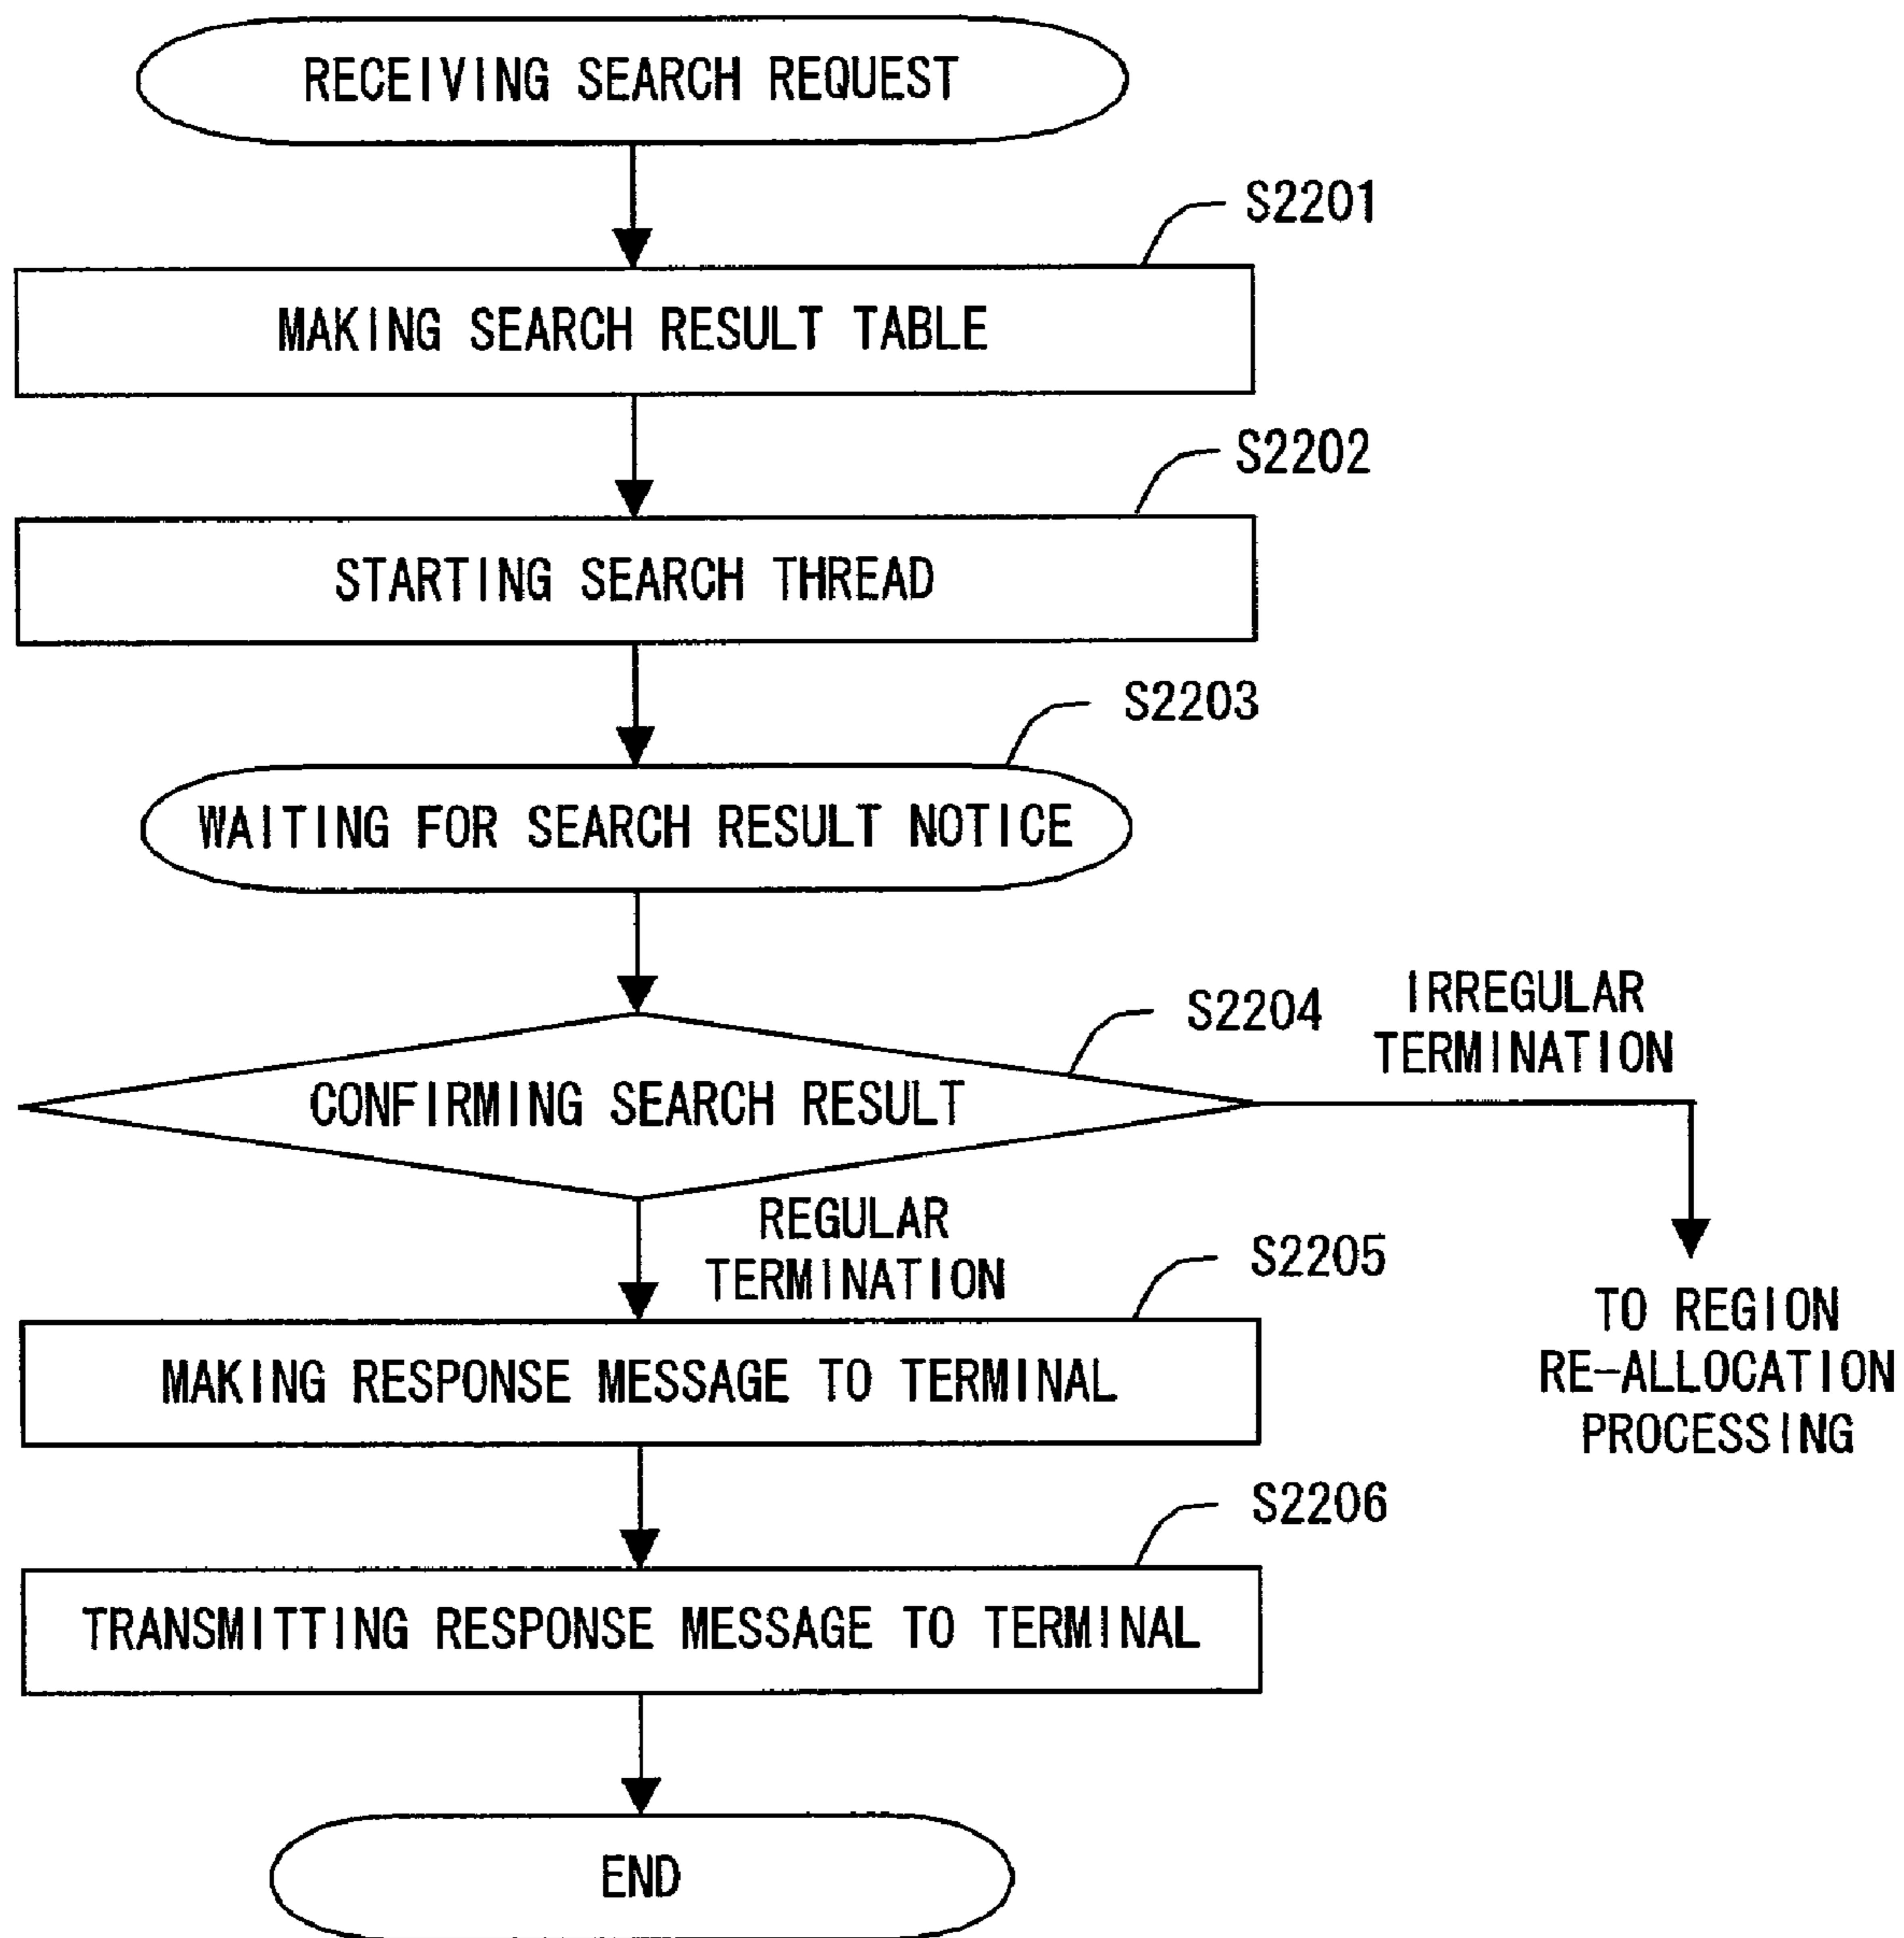 RECEIVING SEARCH REQUEST
S2201
MAKING SEARCH RESULT TABLE
S2202
STARTING SEARCH THREAD
S2203
WAITING FOR SEARCH RESULT NOTICE
S2204
IRREGULAR
TERMINATION
CONFIRMING SEARCH RESULT
REGULAR
TERMINATION
S2205
TO REGION
RE-ALLOCATION
PROCESSING
MAKING RESPONSE MESSAGE TO TERMINAL
S2206
TRANSMITTING RESPONSE MESSAGE TO TERMINAL
END